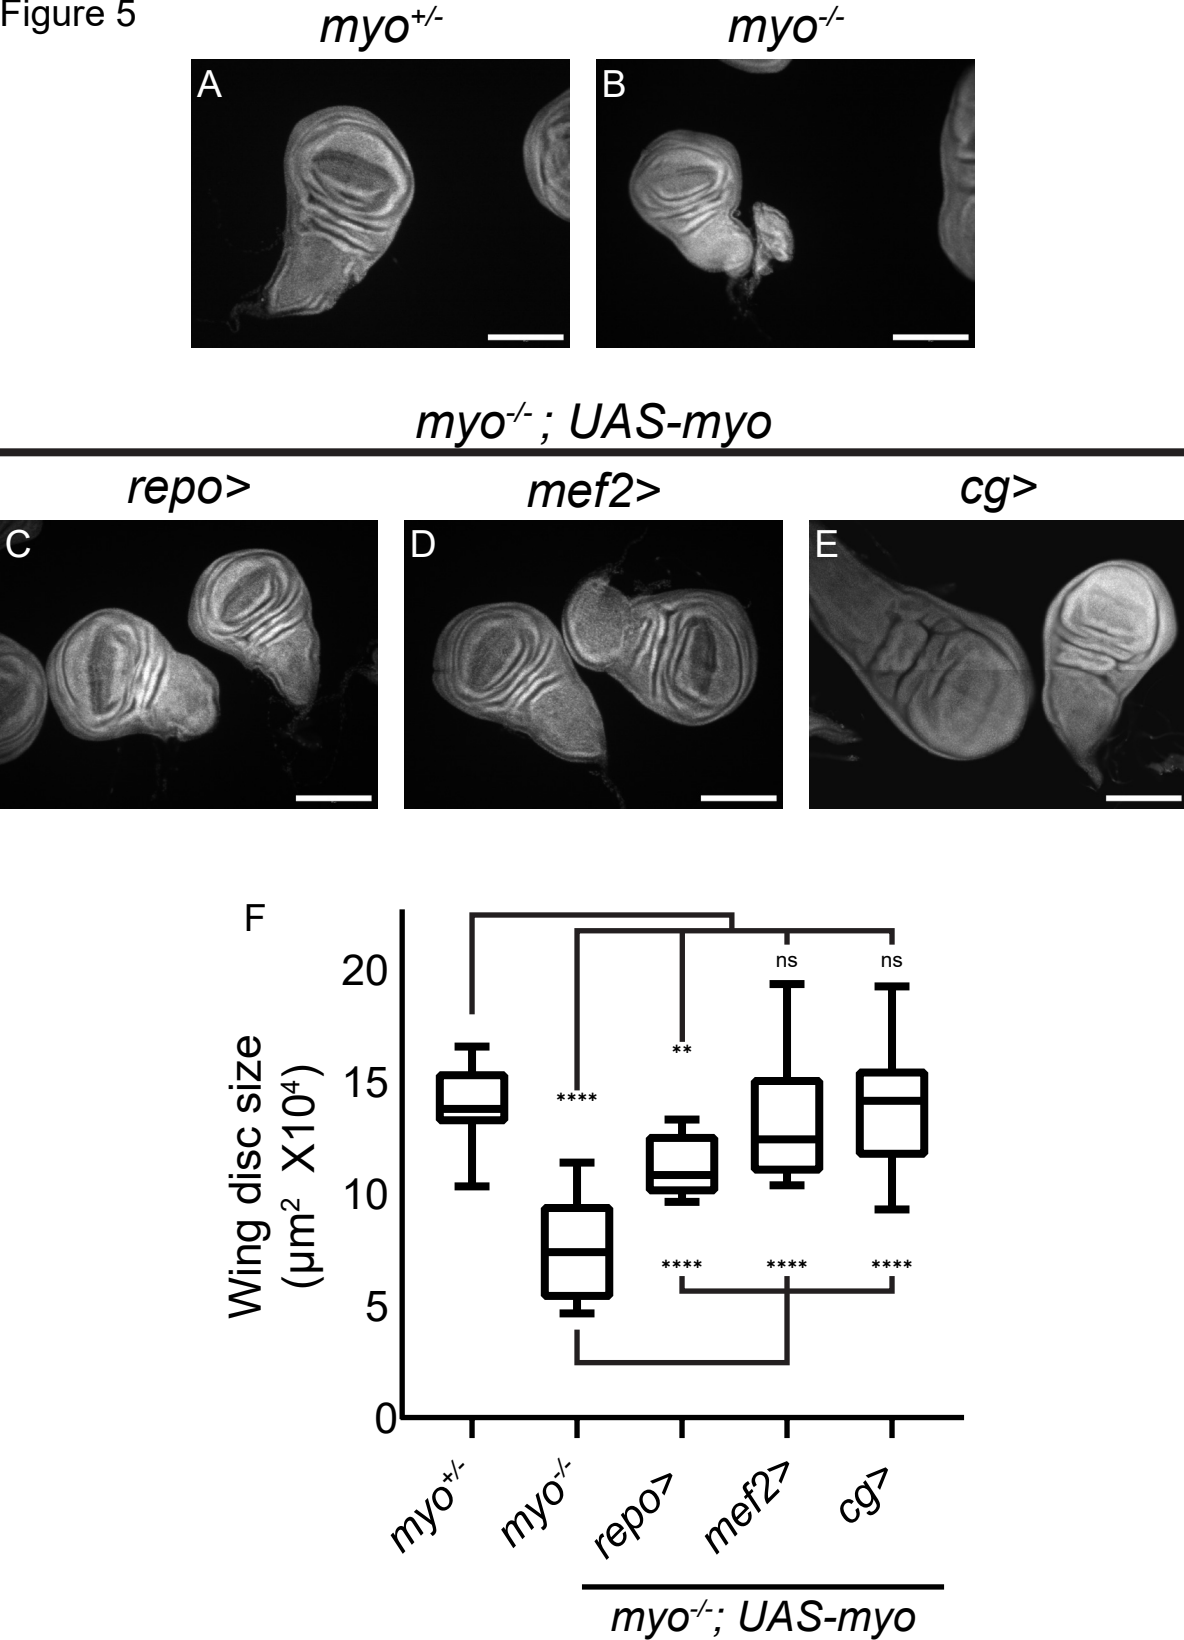 Figure 5
myo+/-
myo-/-
A
B
myo-/- ; UAS-myo
repo>
mef2>
cg>
C
D
E
F
ns
ns
20
**
15
****
10
****
****
****
5
0
Wing disc size
(µm2 X104)
myo+/-
myo-/-
repo>
mef2>
cg>
myo-/-; UAS-myo